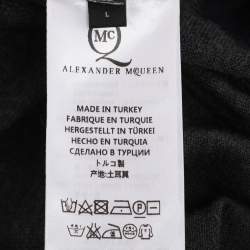 L
McQ
ALEXANDER MCQUEEN
MADE IN TURKEY
FABRIQUE EN TURQUIE
HERGESTELLT IN TÜRKEI
HECHO EN TURQUIA
СДЕЛАНО В ТУРЦИИ
トルコ製
产地:土耳其